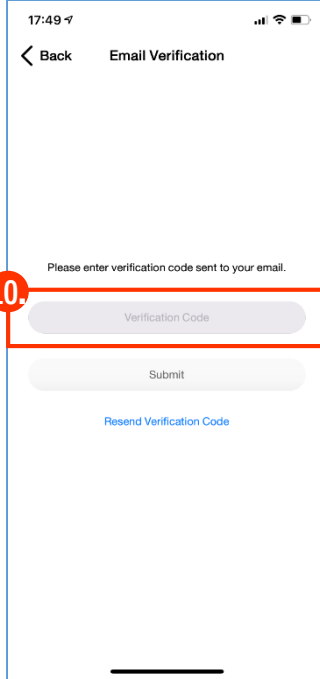 17:49
Back Email Verification
Please enter verification code sent to your email.
10.
Verification Code
Submit
Resend Verification Code